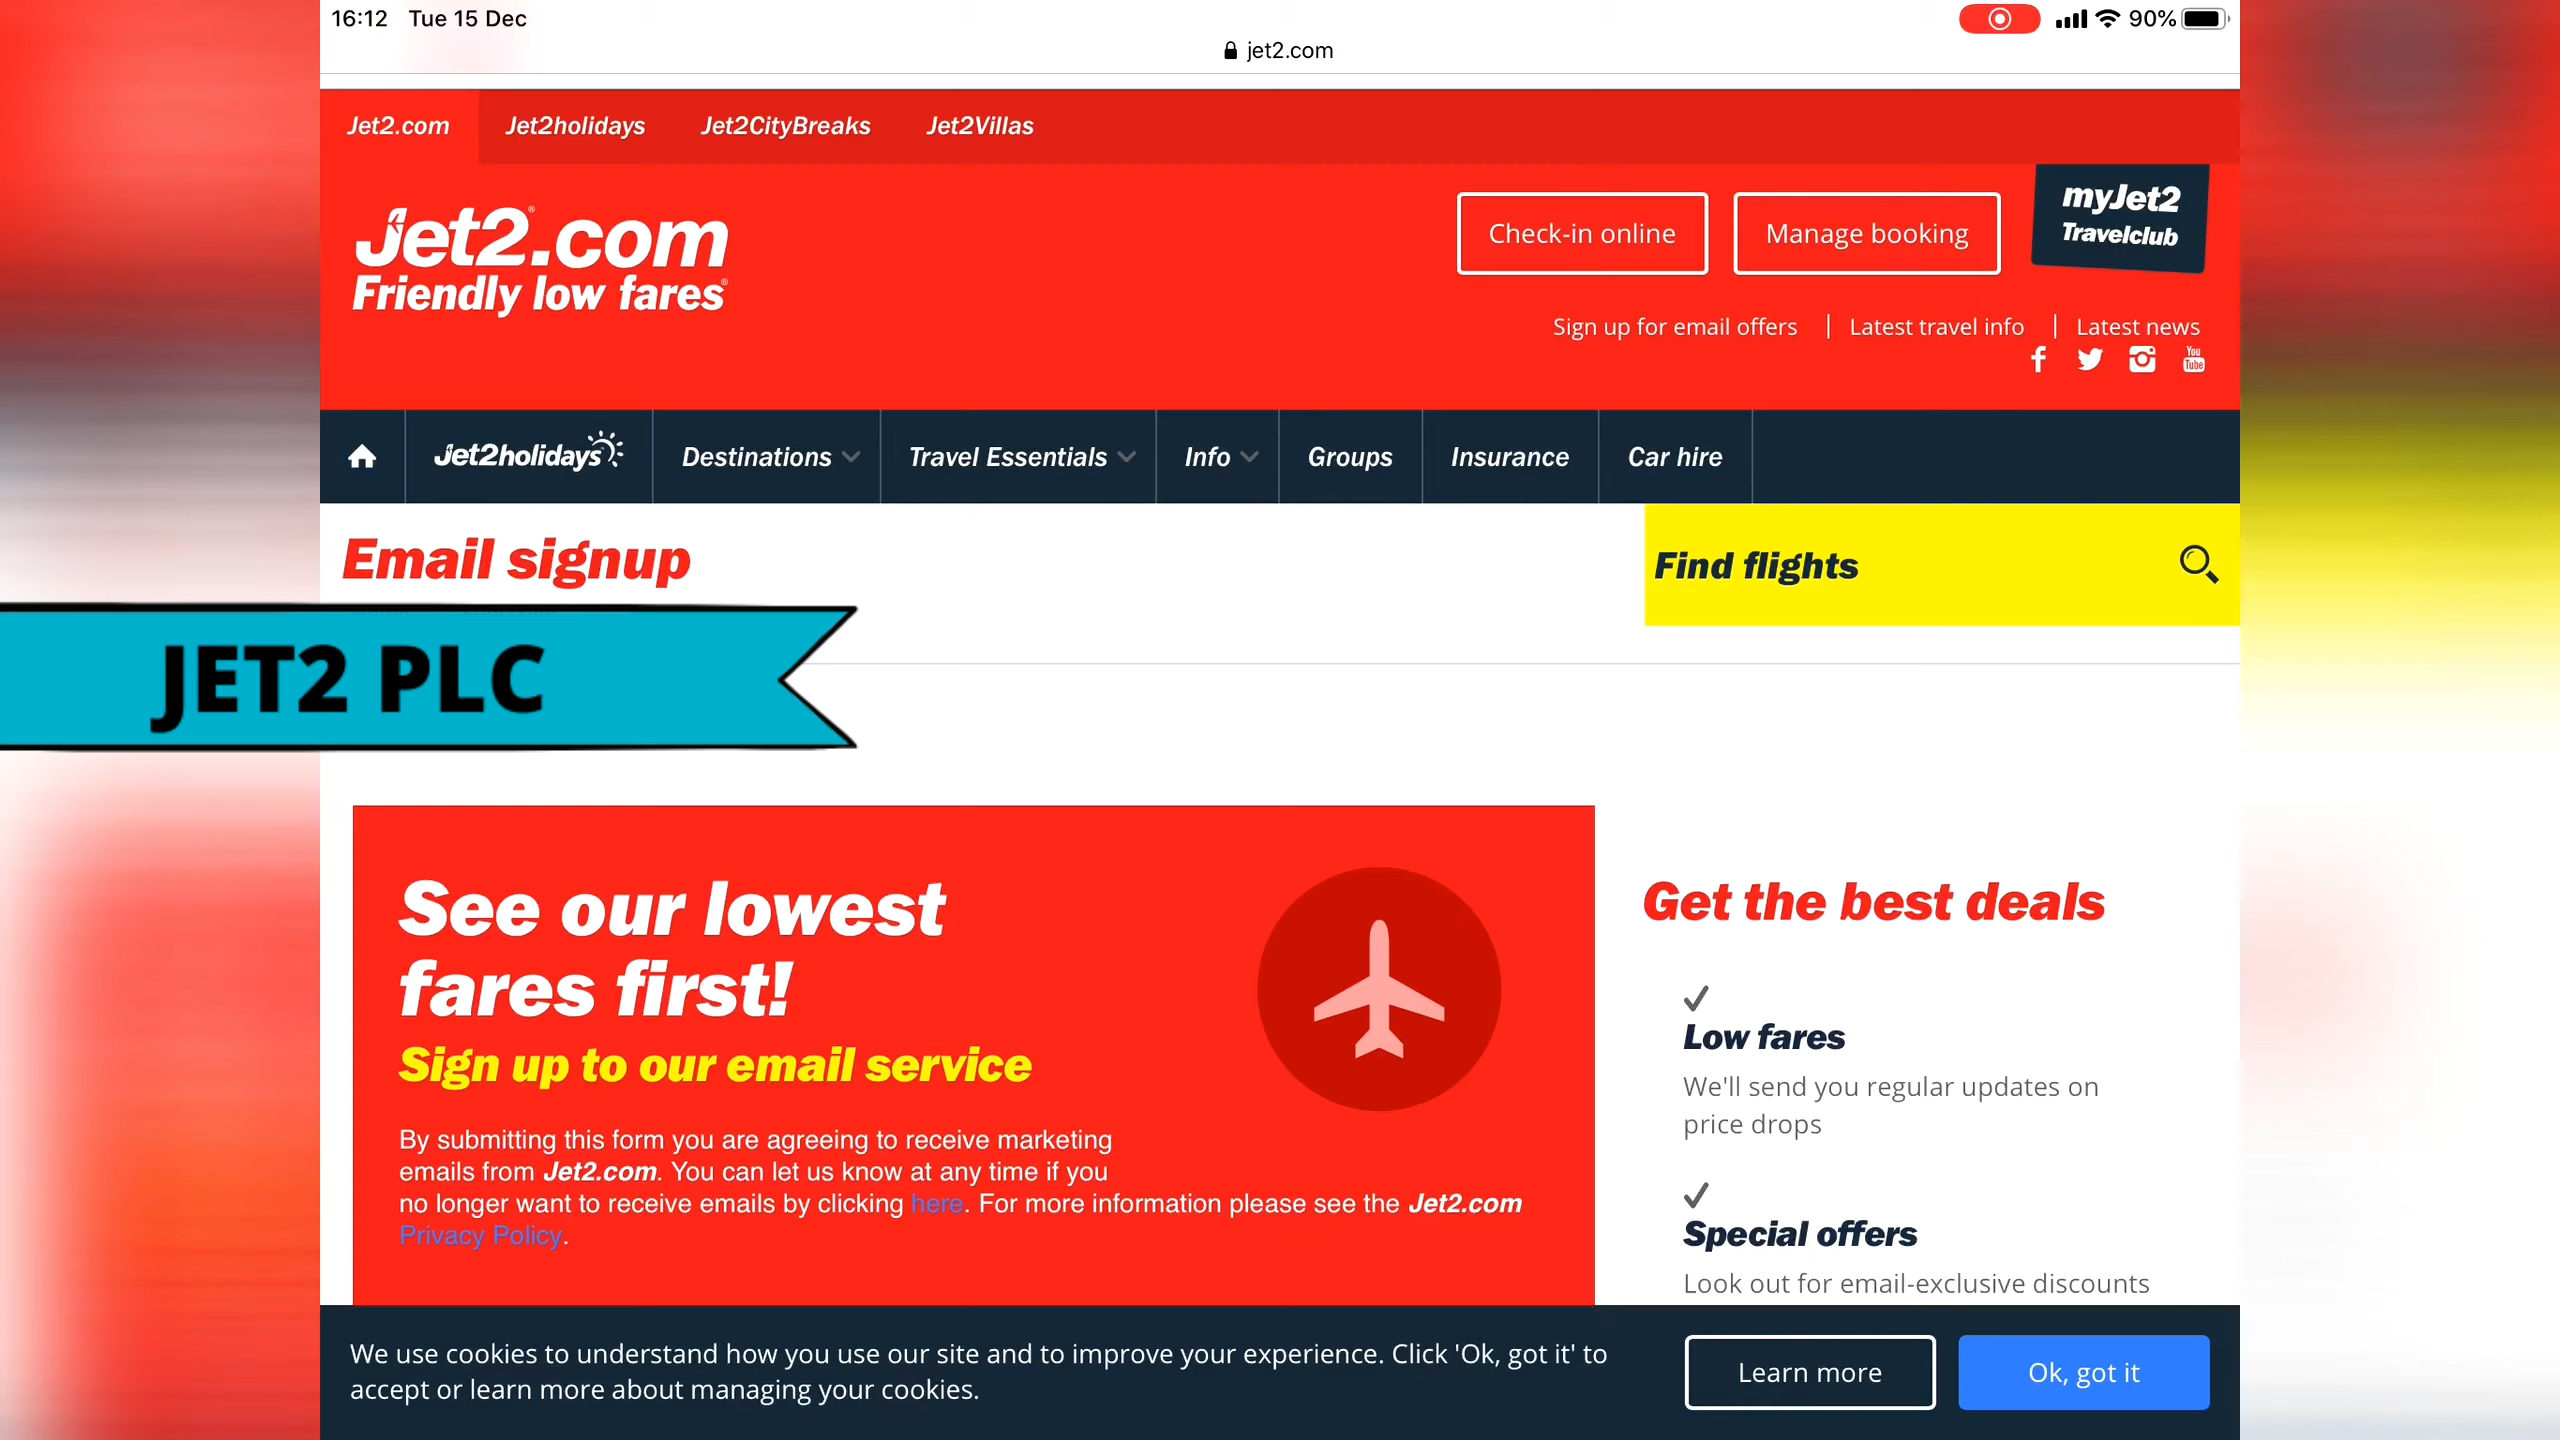 16:12 Tue 15 Dec
90%
jet2.com
Jet2.com Jet2holidays Jet2CityBreaks Jet2Villas
Jet2.com
Friendly low fares
Check-in online
Manage booking
myJet2
Travelclub
Sign up for email offers | Latest travel info | Latest news
You
Tube
Jet2holidays Destinations Travel Essentials Info Groups Insurance Car hire
Email signup
Find flights
JET2 PLC
See our lowest
fares first!
Sign up to our email service
By submitting this form you are agreeing to receive marketing
emails from Jet2.com. You can let us know at any time if you
no longer want to receive emails by clicking here. For more information please see the Jet2.com
Privacy Policy.
Get the best deals
Low fares
We'll send you regular updates on
price drops
Special offers
Look out for email-exclusive discounts
We use cookies to understand how you use our site and to improve your experience. Click 'Ok, got it' to
accept or learn more about managing your cookies.
Learn more
Ok, got it